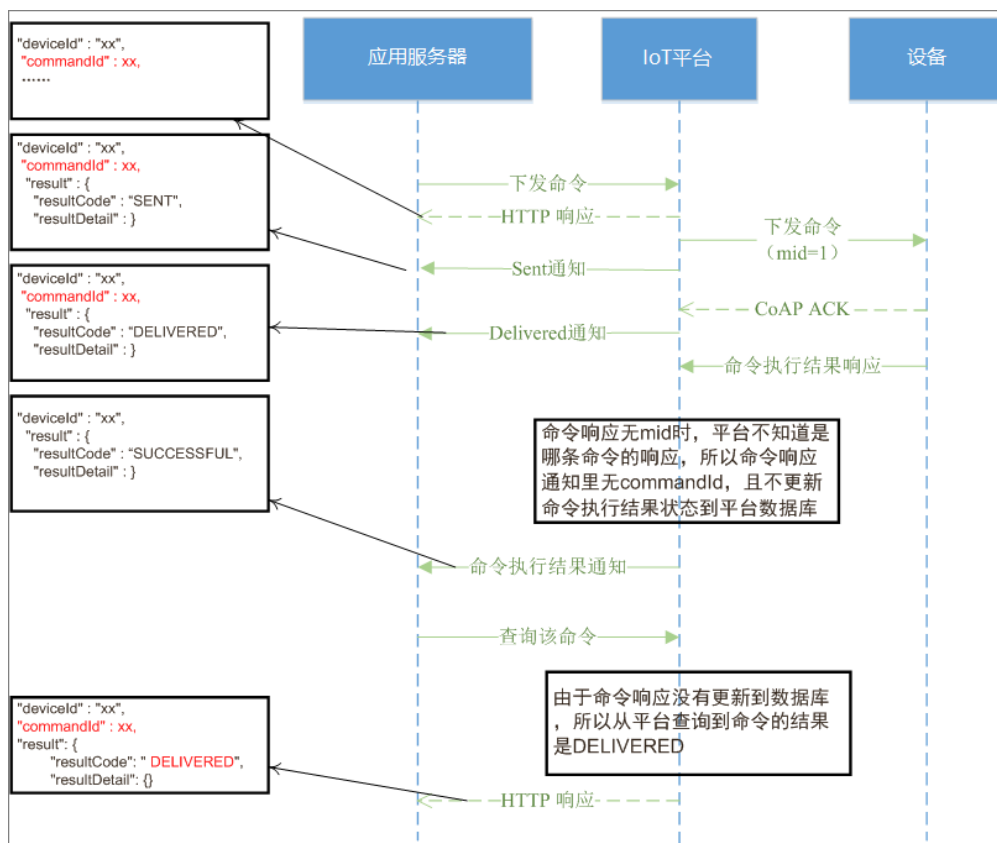 "deviceId" : "xx",
"commandId" : xx,
......
应用服务器
IoT平台
设备
"deviceId" : "xx",
"commandId" : xx,
"result" : {
"resultCode" : "SENT",
"resultDetail" : }
下发命令
HTTP 响应
下发命令
（mid=1）
Sent通知
"deviceId" : "xx",
"commandId" : xx,
"result" : {
"resultCode" : "DELIVERED",
"resultDetail" : }
CoAP ACK
Delivered通知
命令执行结果响应
"deviceId" : "xx",
"result" : {
"resultCode" : "SUCCESSFUL",
"resultDetail" : }
命令响应无mid时，平台不知道是
哪条命令的响应，所以命令响应
通知里无commandId，且不更新
命令执行结果状态到平台数据库
命令执行结果通知
查询该命令
由于命令响应没有更新到数据库
，所以从平台查询到命令的结果
是DELIVERED
"deviceId" : "xx",
"commandId" : xx,
"result": {
"resultCode": " DELIVERED",
"resultDetail": {}
HTTP 响应